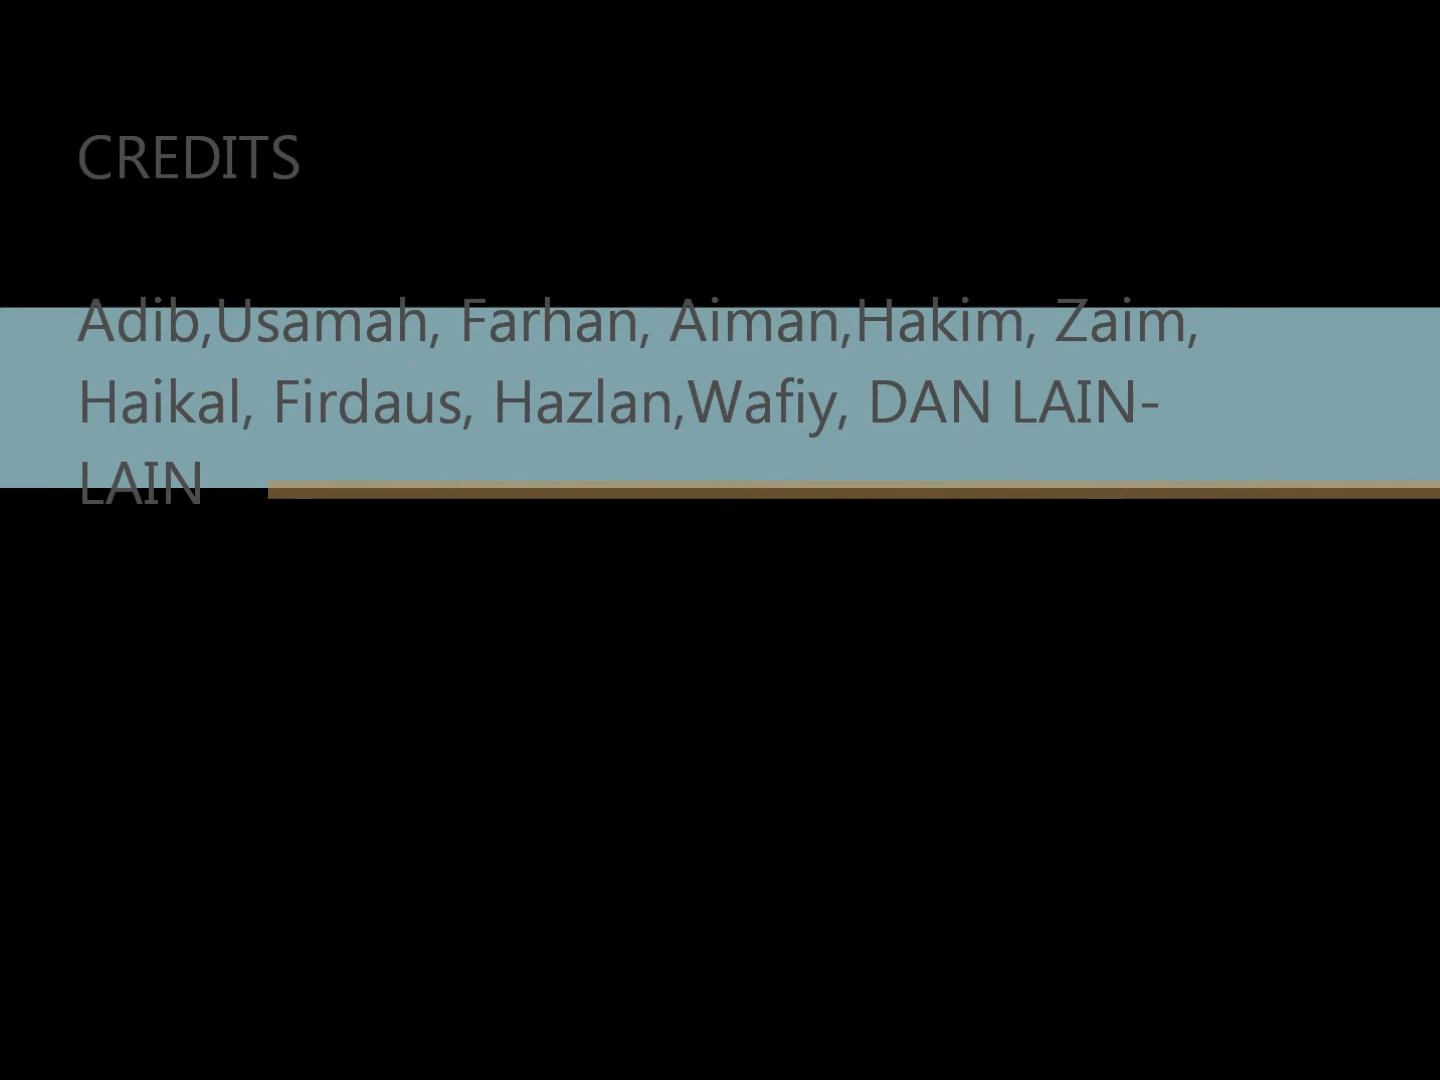 CREDITS
Adib,Usamah, Farhan, Aiman,Hakim, Zaim,
Haikal, Firdaus, Hazlan,Wafiy, DAN LAIN-
LAIN